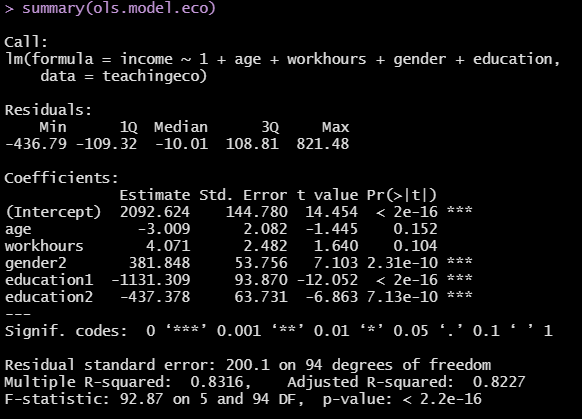 > summary(ols.model.eco)
Call:
lm(formula = income ~ 1 + age + workhours + gender + education,
    data = teachingeco)
Residuals:
    Min      1Q  Median      3Q     Max
-436.79 -109.32  -10.01  108.81  821.48
Coefficients:
             Estimate Std. Error t value Pr(>|t|)
(Intercept)  2092.624    144.780  14.454  < 2e-16 ***
age            -3.009      2.082  -1.445    0.152
workhours       4.071      2.482   1.640    0.104
gender2       381.848     53.756   7.103 2.31e-10 ***
education1  -1131.309     93.870 -12.052  < 2e-16 ***
education2   -437.378     63.731  -6.863 7.13e-10 ***
---
Signif. codes:  0 ‘***’ 0.001 ‘**’ 0.01 ‘*’ 0.05 ‘.’ 0.1 ‘ ’ 1
Residual standard error: 200.1 on 94 degrees of freedom
Multiple R-squared:  0.8316,    Adjusted R-squared:  0.8227
F-statistic: 92.87 on 5 and 94 DF,  p-value: < 2.2e-16